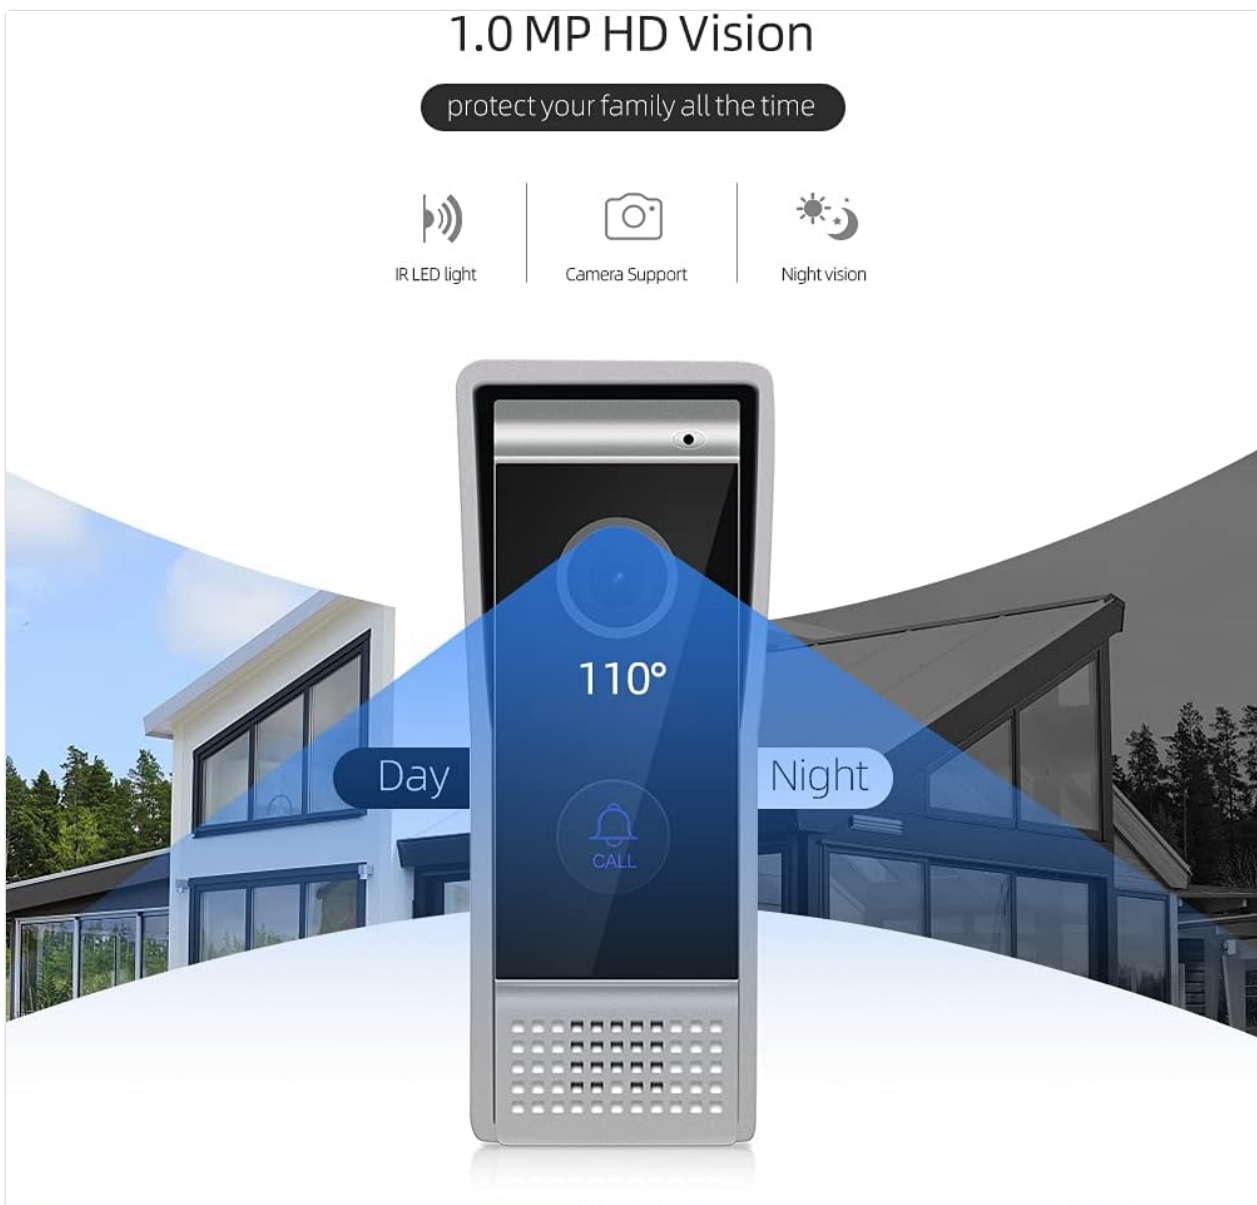 1.0 MP HD Vision
protect your family all the time
IR LED light
Camera Support
Night vision
110°
Day
Night
CALL